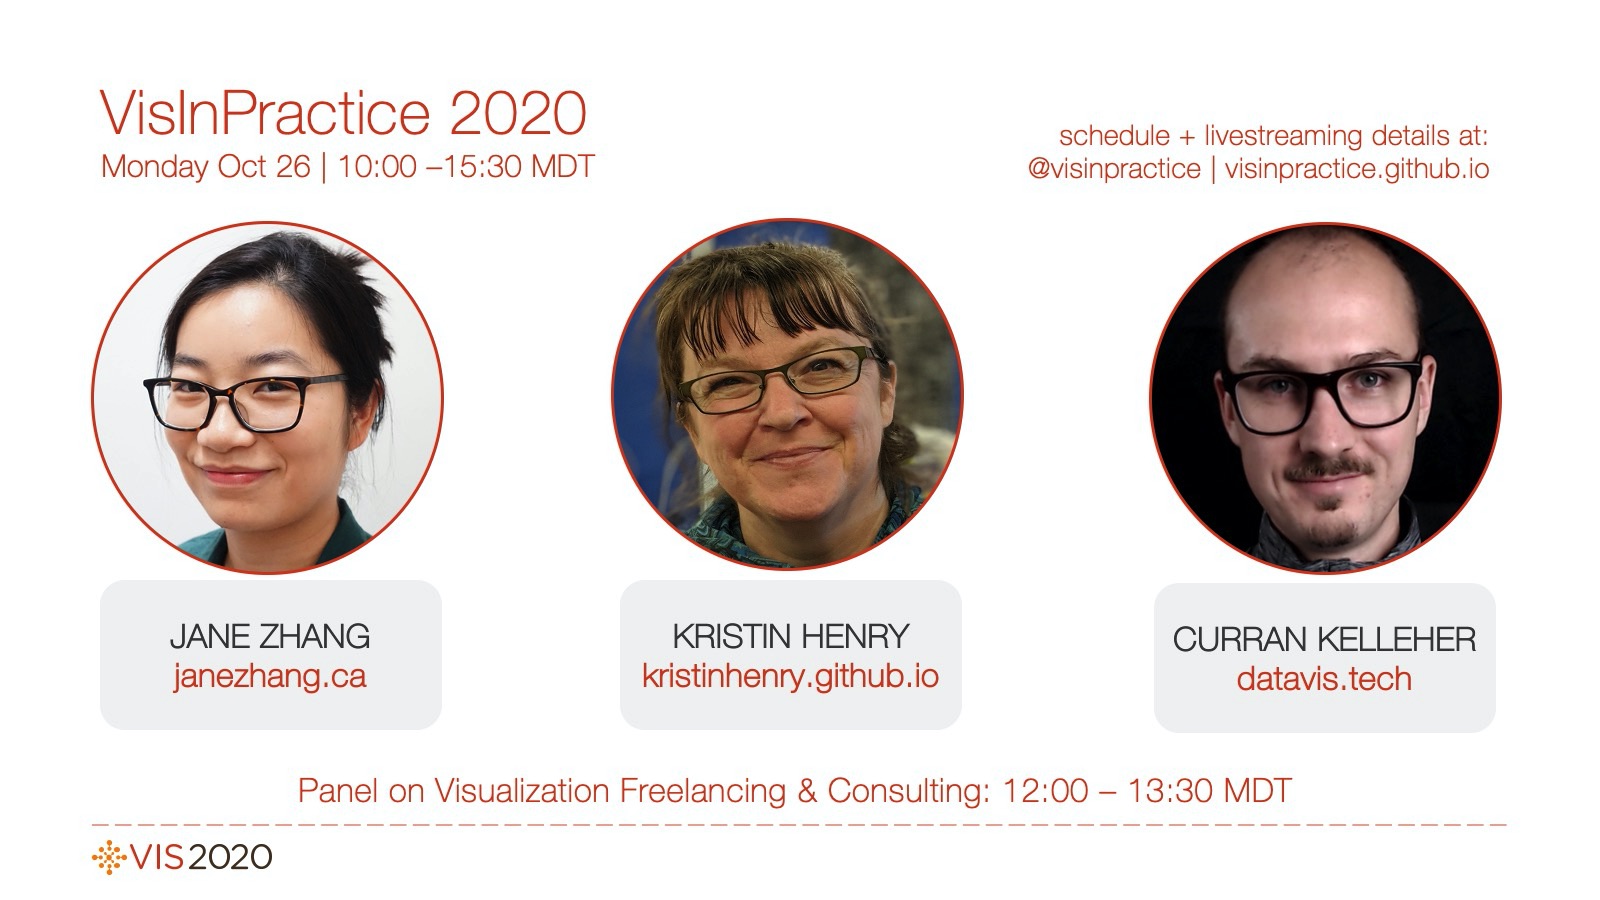 VisInPractice 2020
Monday Oct 26 | 10:00 –15:30 MDT
schedule + livestreaming details at:
@visinpractice | visinpractice.github.io
JANE ZHANG
janezhang.ca
KRISTIN HENRY
kristinhenry.github.io
CURRAN KELLEHER
datavis.tech
Panel on Visualization Freelancing & Consulting: 12:00 – 13:30 MDT
VIS2020